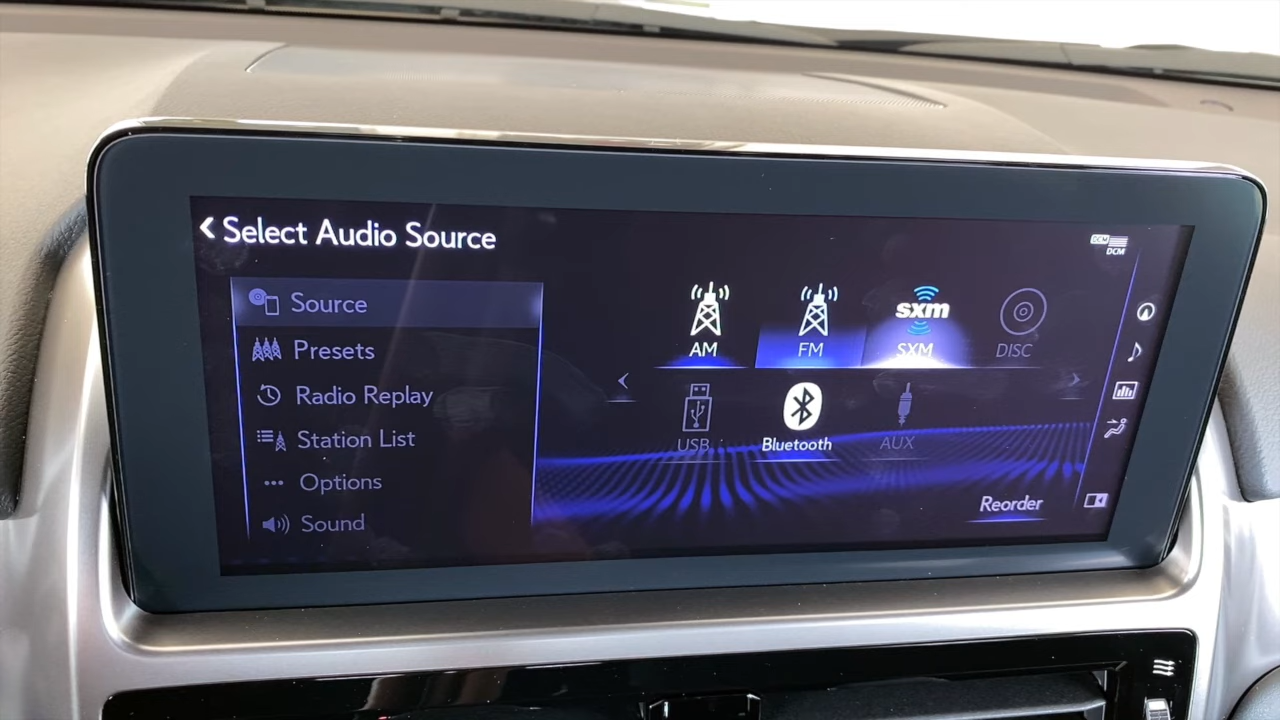 Select Audio Source
DCM
DCM
Source
Presets
Radio Replay
Station List
Options
Sound
sxm
AM
FM
SXM
DISC
USB
Bluetooth
AUX
Reorder